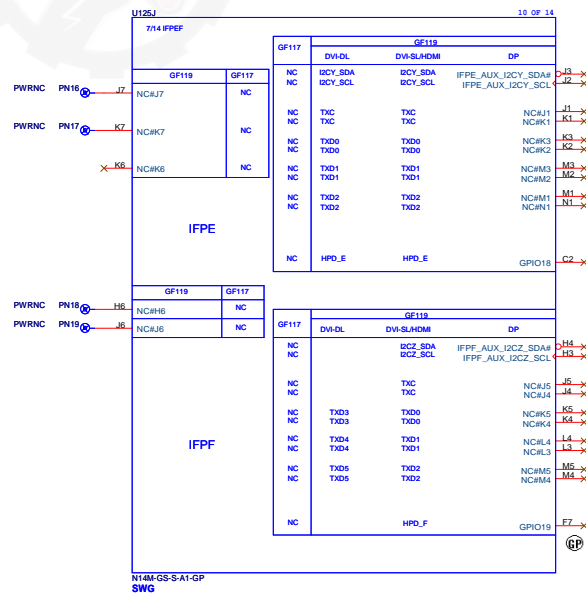 U125J 10 OF 14
7/14 IFPEF
GF117 GF119
DVI-DL DVI-SL/HDMI DP
GF119 GF117
NC I2CY_SDA I2CY_SDA IFPE_AUX_I2CY_SDA# J3
NC I2CY_SCL I2CY_SCL IFPE_AUX_I2CY_SCL J2
PWRNC PN16 J7 NC#J7 NC
NC TXC TXC NC#J1 J1
NC TXC TXC NC#K1 K1
PWRNC PN17 K7 NC#K7 NC
NC TXD0 TXD0 NC#K3 K3
NC TXD0 TXD0 NC#K2 K2
K6 NC#K6 NC
NC TXD1 TXD1 NC#M3 M3
NC TXD1 TXD1 NC#M2 M2
NC TXD2 TXD2 NC#M1 M1
NC TXD2 TXD2 NC#N1 N1
IFPE
NC HPD_E HPD_E GPIO18 C2
GF119 GF117
PWRNC PN18 H6 NC#H6 NC
PWRNC PN19 J6 NC#J6 NC
GF117 GF119
DVI-DL DVI-SL/HDMI DP
NC I2CZ_SDA IFPF_AUX_I2CZ_SDA# H4
NC I2CZ_SCL IFPF_AUX_I2CZ_SCL H3
NC TXC NC#J5 J5
NC TXC NC#J4 J4
NC TXD3 TXD0 NC#K5 K5
NC TXD3 TXD0 NC#K4 K4
IFPF
NC TXD4 TXD1 NC#L4 L4
NC TXD4 TXD1 NC#L3 L3
NC TXD5 TXD2 NC#M5 M5
NC TXD5 TXD2 NC#M4 M4
NC HPD_F GPIO19 F7
GP
N14M-GS-S-A1-GP
SWG